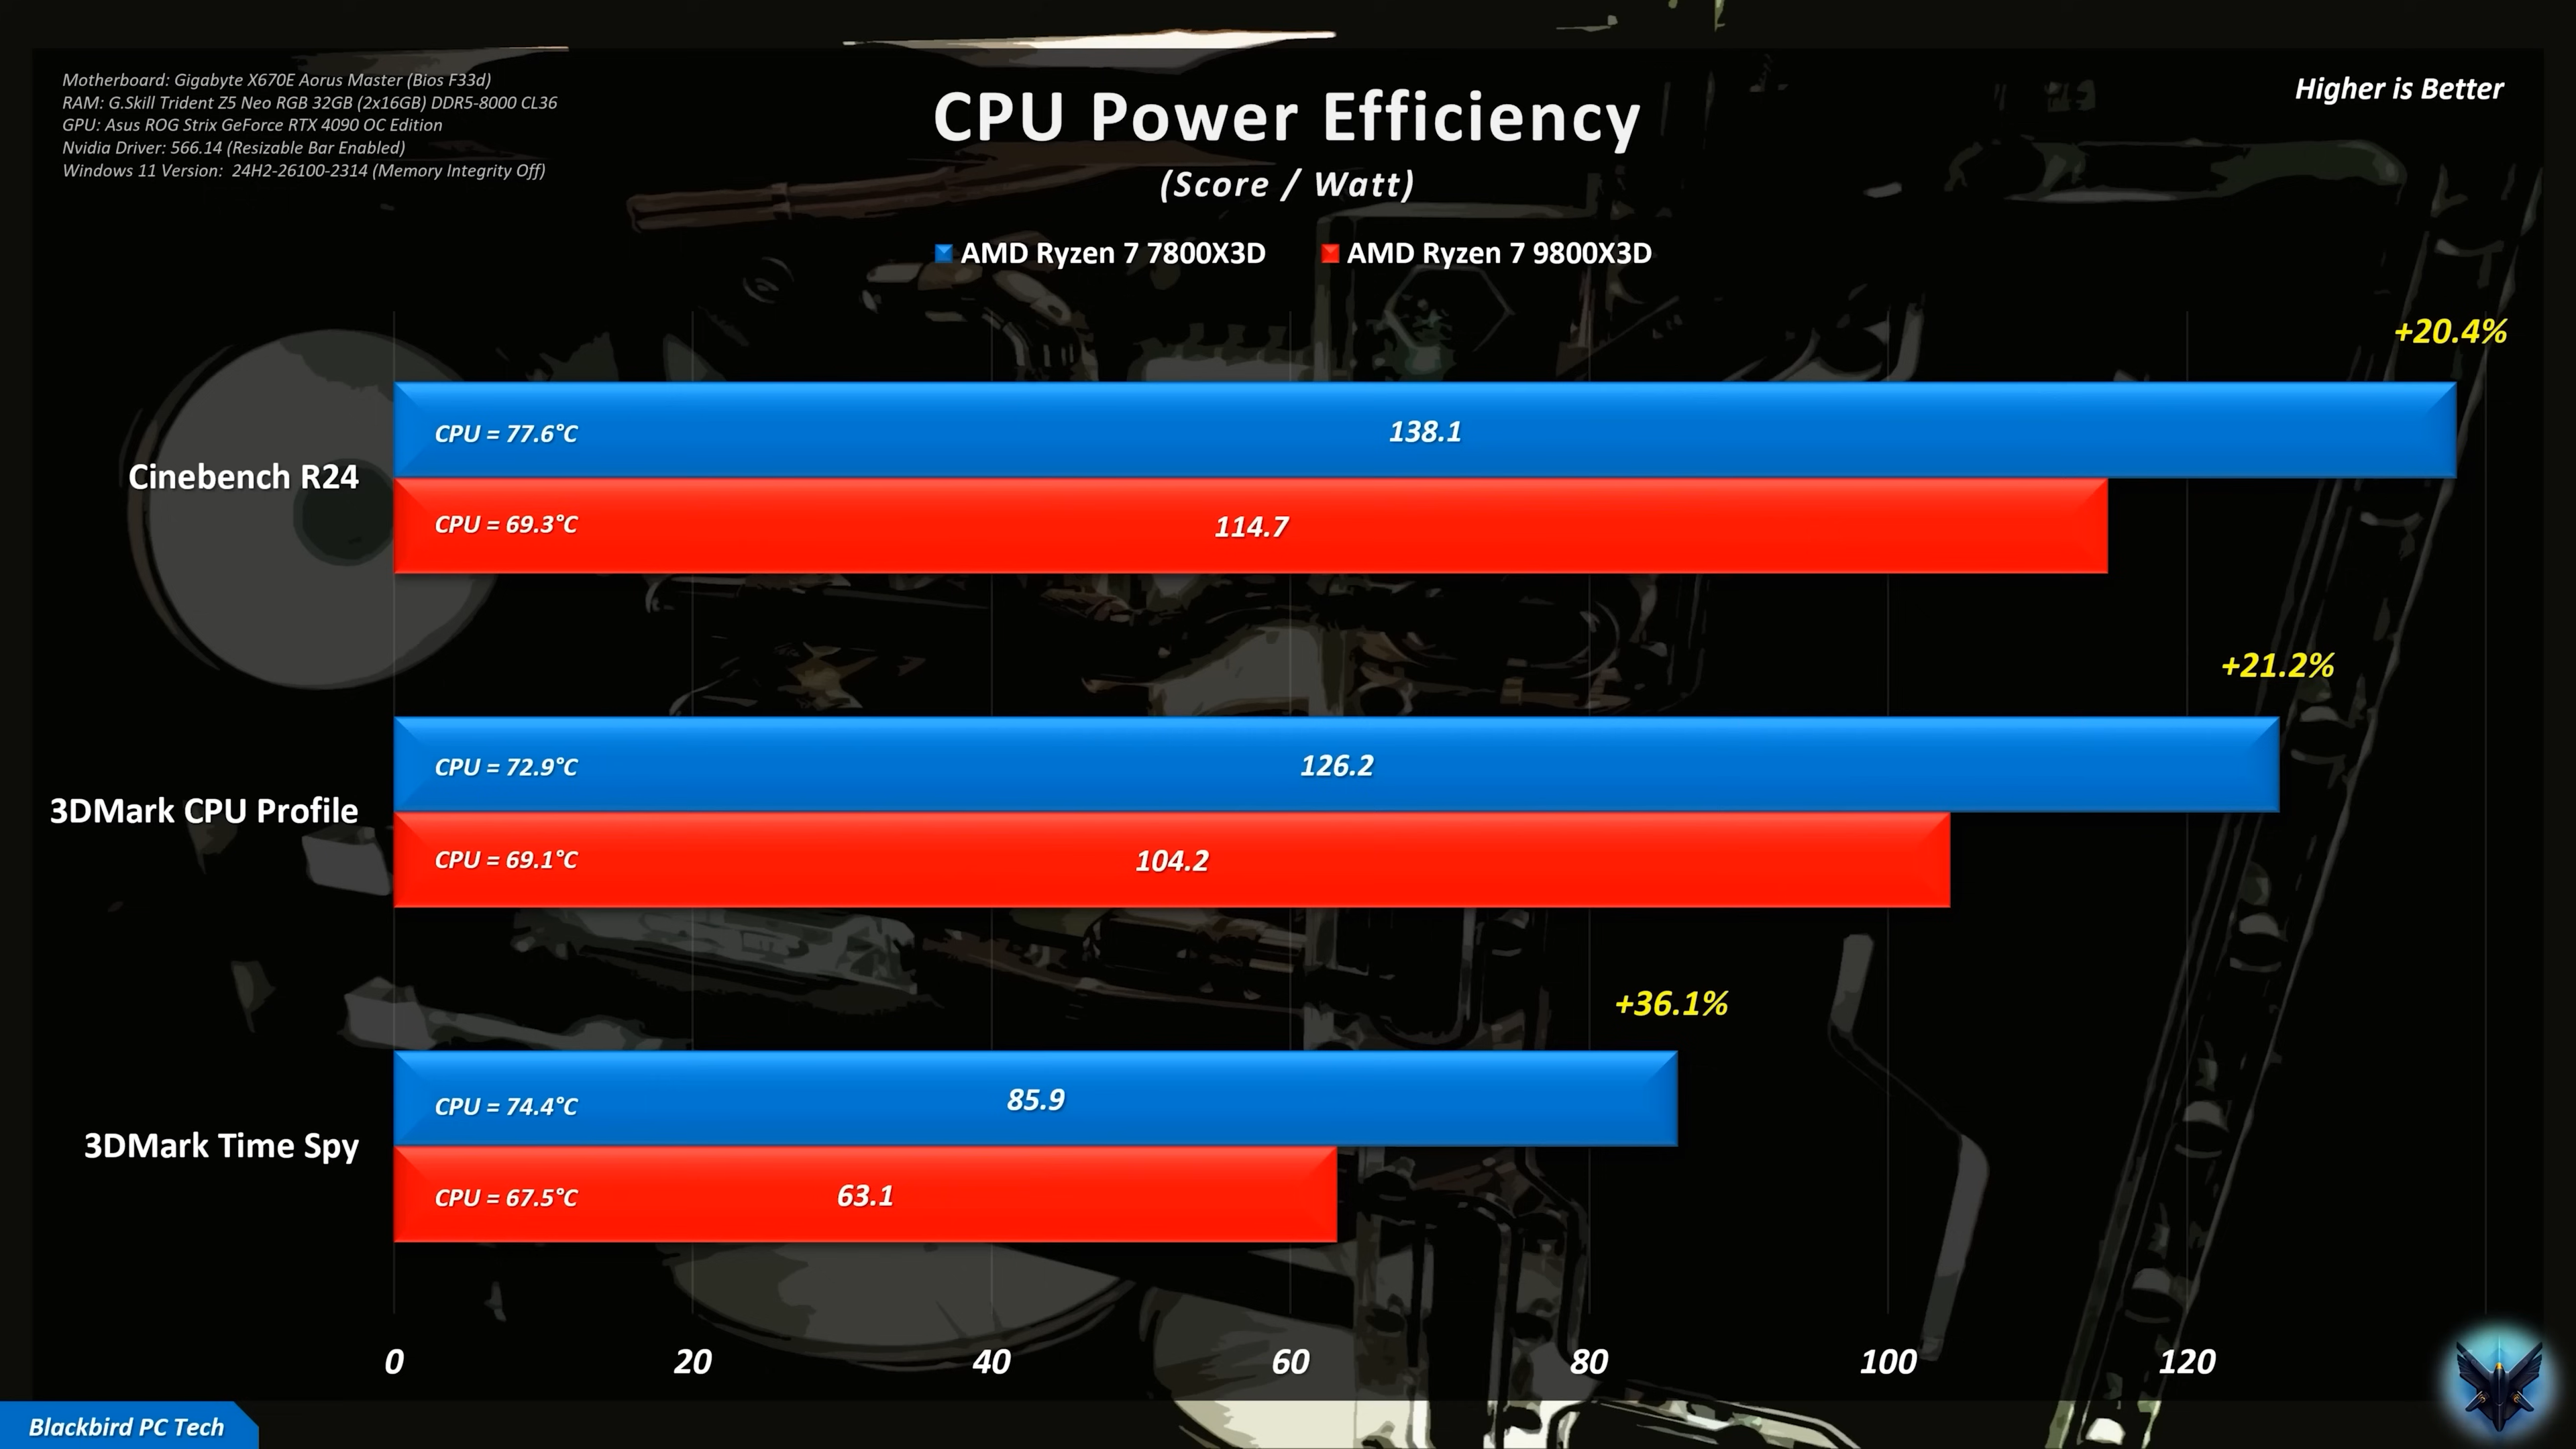 Motherboard: Gigabyte X670E Aorus Master (Bios F33d)
RAM: G.Skill Trident Z5 Neo RGB 32GB (2x16GB) DDR5-8000 CL36
GPU: Asus ROG Strix GeForce RTX 4090 OC Edition
Nvidia Driver: 566.14 (Resizable Bar Enabled)
Windows 11 Version: 24H2-26100-2314 (Memory Integrity Off)
CPU Power Efficiency
(Score / Watt)
Higher is Better
AMD Ryzen 7 7800X3D AMD Ryzen 7 9800X3D
+20.4%
Cinebench R24
CPU = 77.6°C 138.1
CPU = 69.3°C 114.7
+21.2%
3DMark CPU Profile
CPU = 72.9°C 126.2
CPU = 69.1°C 104.2
+36.1%
3DMark Time Spy
CPU = 74.4°C 85.9
CPU = 67.5°C 63.1
0 20 40 60 80 100 120
Blackbird PC Tech